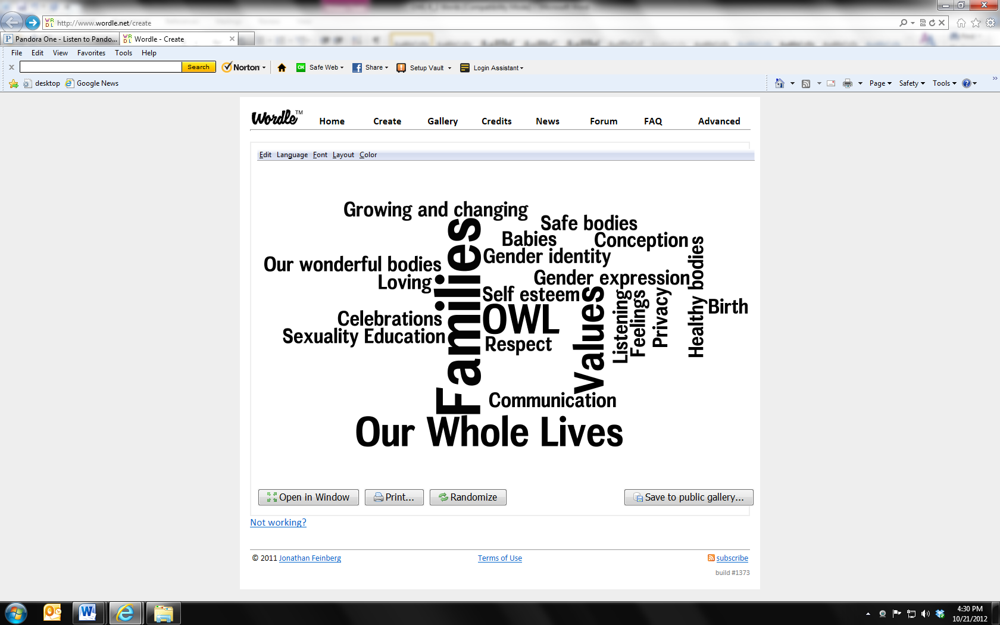 http://www.wordle.net/create
Pandora One - Listen to Pando...
WRDL Wordle - Create
File Edit View Favorites Tools Help
Search Norton OK Safe Web Share Setup Vault Login Assistant
desktop Google News Page Safety Tools
Wordle™ Home Create Gallery Credits News Forum FAQ Advanced
Edit Language Font Layout Color
Growing and changing
Safe bodies
Babies
Conception
Gender identity
Our wonderful bodies
Loving
Gender expression
Self esteem
Families
Values
Listening
Feelings
Privacy
Healthy bodies
Birth
Celebrations
OWL
Sexuality Education
Respect
Communication
Our Whole Lives
Open in Window Print... Randomize Save to public gallery...
Not working?
© 2011 Jonathan Feinberg Terms of Use subscribe
build #1373
4:30 PM
10/21/2012